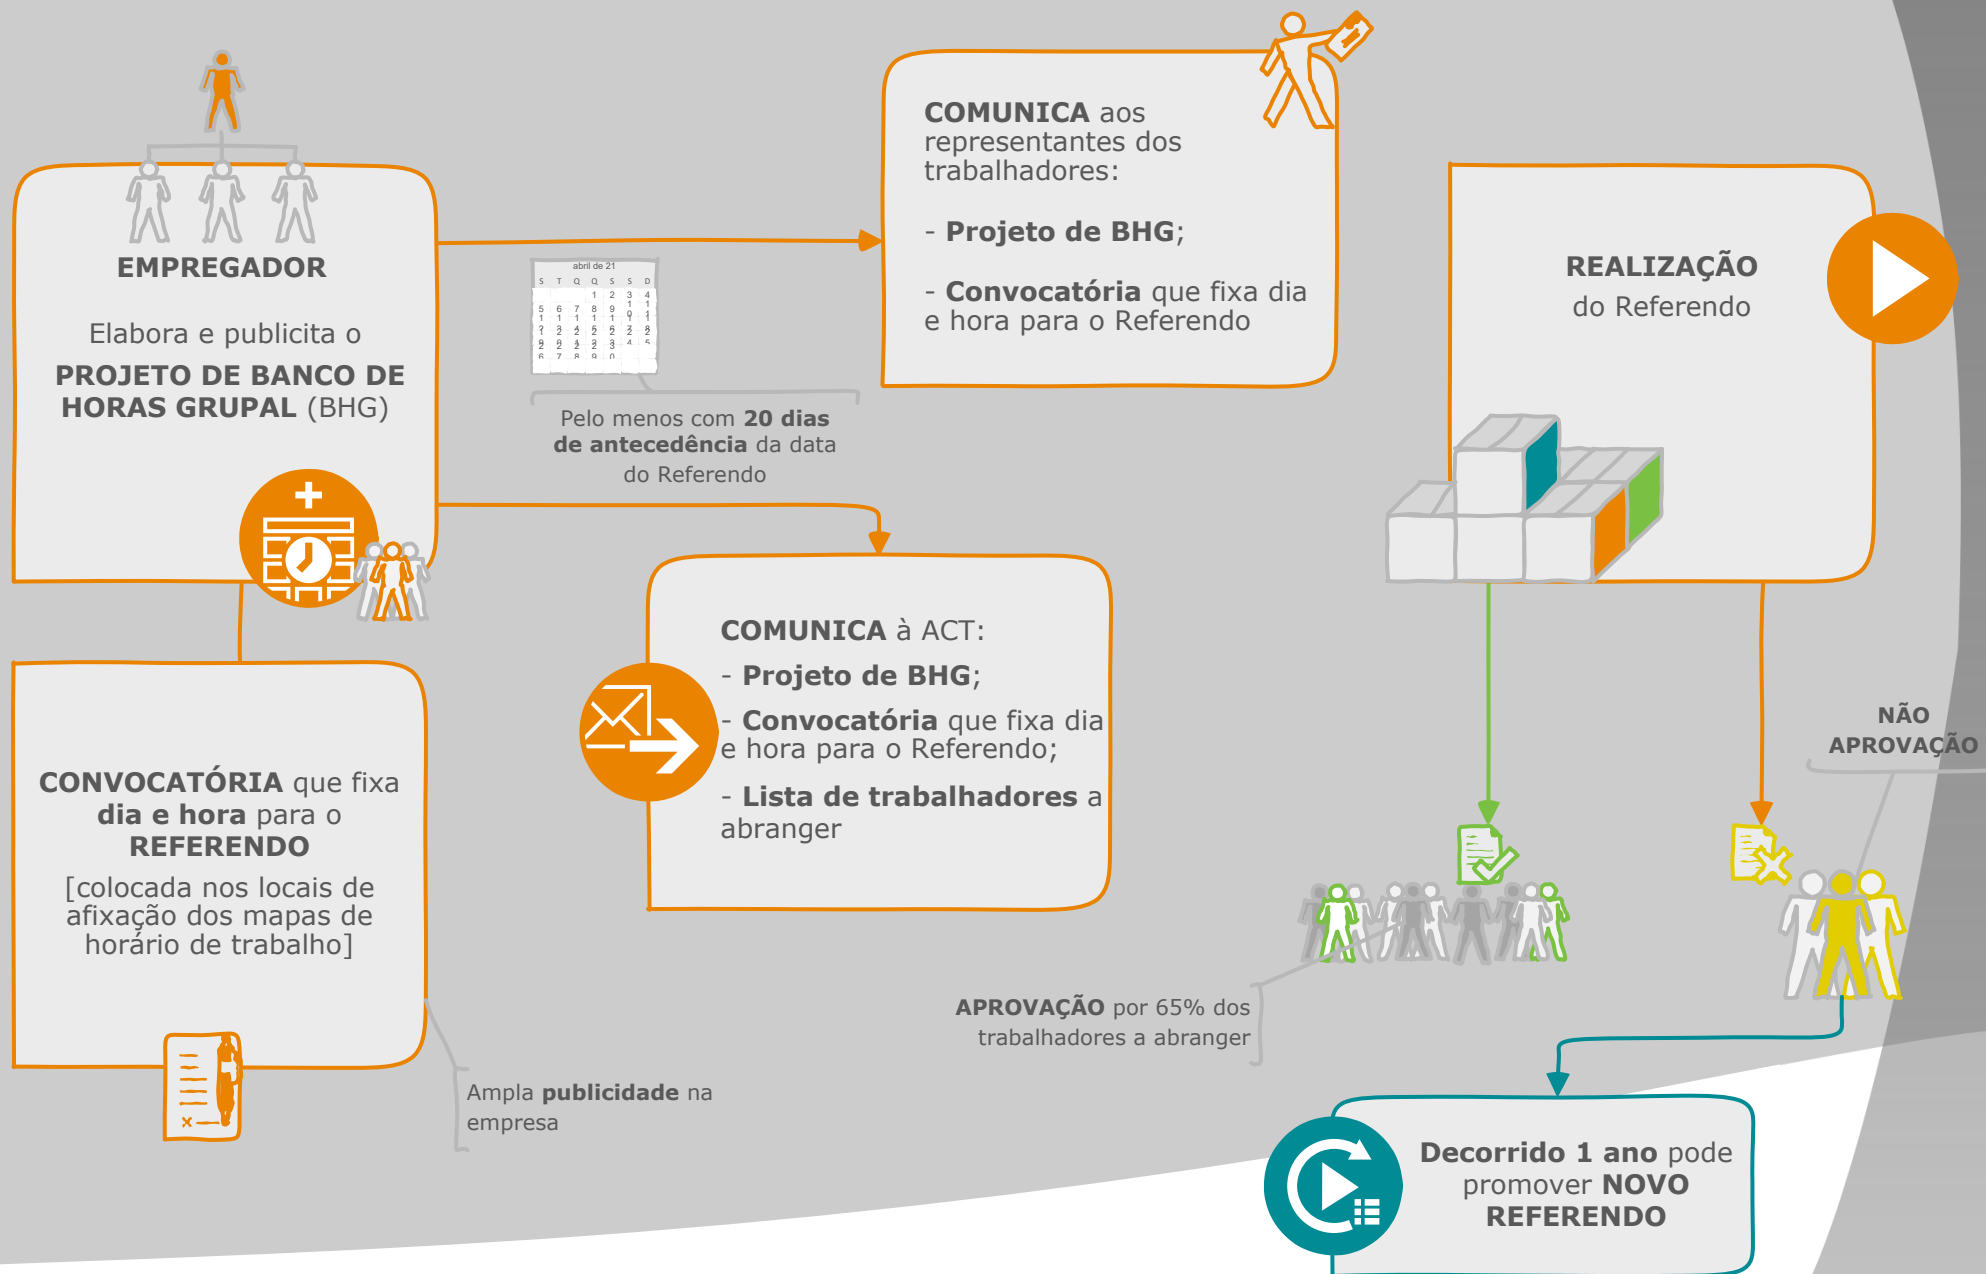 EMPREGADOR
Elabora e publicita o
PROJETO DE BANCO DE
HORAS GRUPAL (BHG)
CONVOCATÓRIA que fixa
dia e hora para o
REFERENDO
[colocada nos locais de
afixação dos mapas de
horário de trabalho]
Ampla publicidade na
empresa
abril de 21
S T Q Q S S D
Pelo menos com 20 dias
de antecedência da data
do Referendo
COMUNICA aos
representantes dos
trabalhadores:
- Projeto de BHG;
- Convocatória que fixa dia
e hora para o Referendo
COMUNICA à ACT:
- Projeto de BHG;
- Convocatória que fixa dia
e hora para o Referendo;
- Lista de trabalhadores a
abranger
REALIZAÇÃO
do Referendo
APROVAÇÃO por 65% dos
trabalhadores a abranger
NÃO
APROVAÇÃO
Decorrido 1 ano pode
promover NOVO
REFERENDO